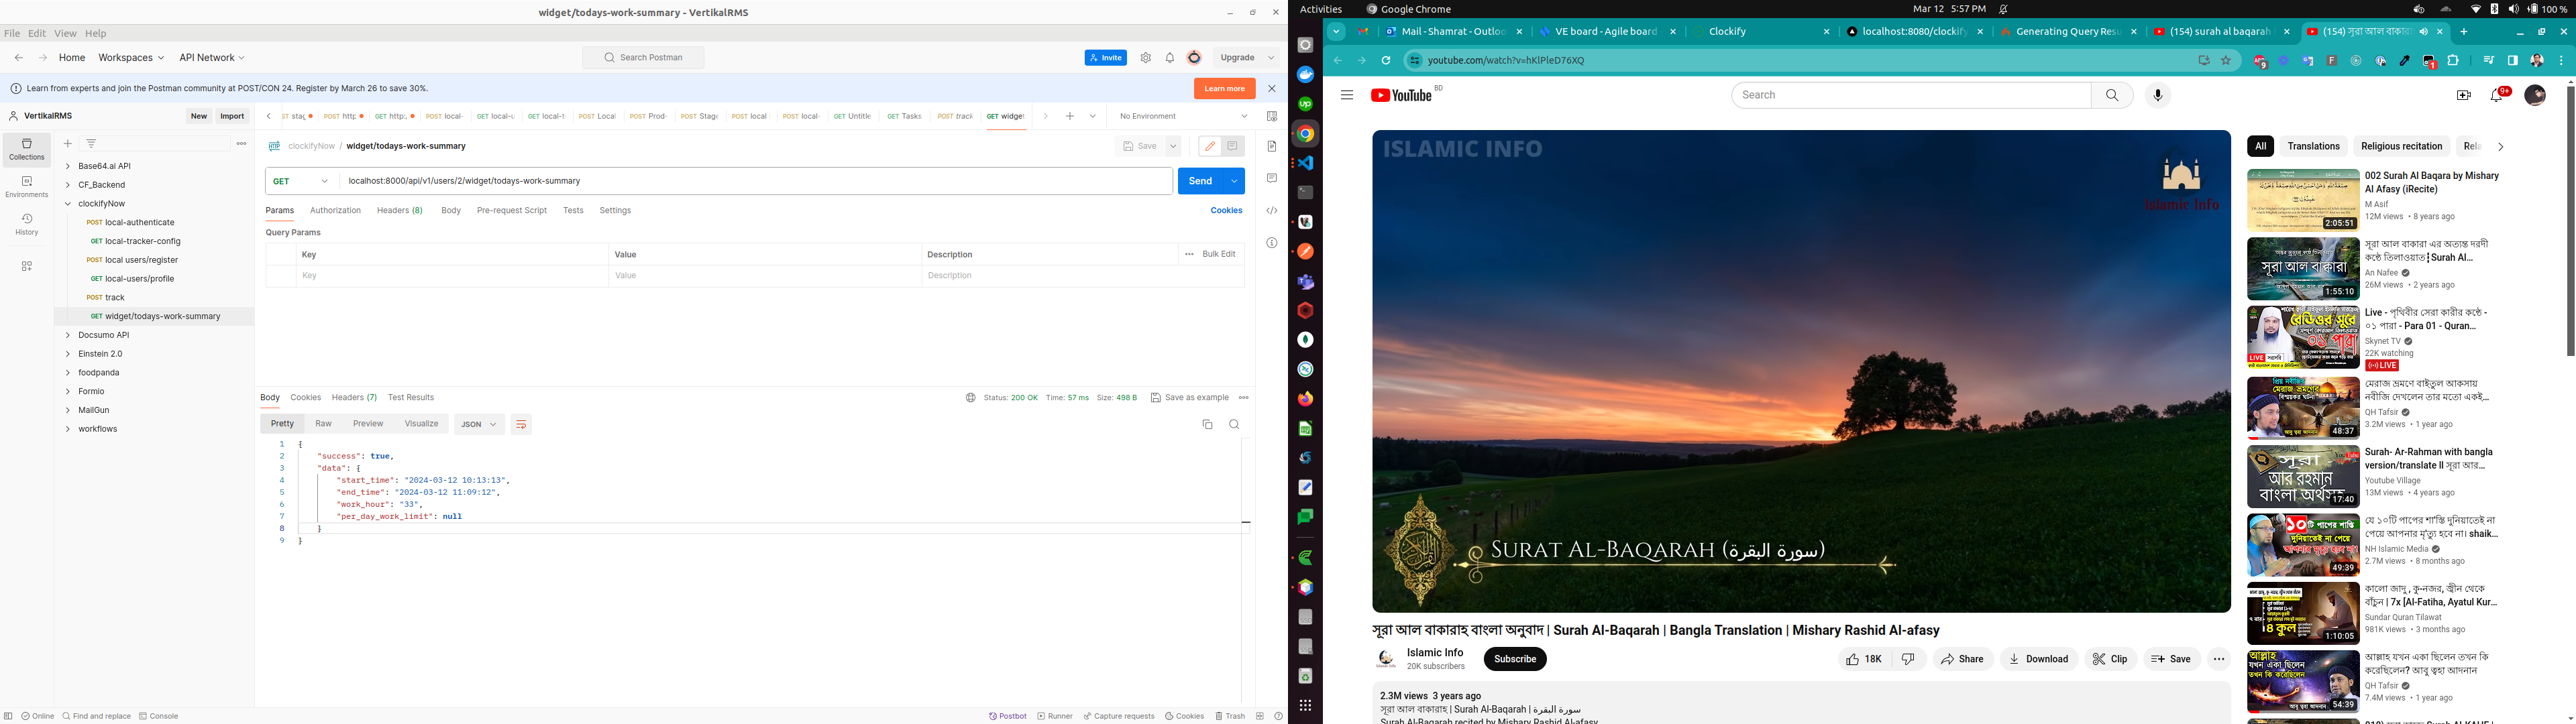 widget/todays-work-summary - VertikalRMS
File Edit View Help
Home Workspaces API Network
Search Postman
Invite
Upgrade
Learn from experts and join the Postman community at POST/CON 24. Register by March 26 to save 30%.
Learn more
VertikalRMS
New Import
POST http:
GET http:
POST local-
GET local-u
GET local-t
POST Local
POST Prod-
POST Stage
POST local
POST local-
GET Untitle
GET Tasks
POST track
GET widget
No Environment
Collections
Environments
History
Base64.ai API
CF_Backend
clockifyNow
POST local-authenticate
GET local-tracker-config
POST local users/register
GET local-users/profile
POST track
GET widget/todays-work-summary
Docsumo API
Einstein 2.0
foodpanda
Formio
MailGun
workflows
clockifyNow / widget/todays-work-summary
Save
GET localhost:8000/api/v1/users/2/widget/todays-work-summary
Send
Params Authorization Headers (8) Body Pre-request Script Tests Settings
Cookies
Query Params
Key Value Description
Bulk Edit
Key Value Description
Body Cookies Headers (7) Test Results
Status: 200 OK Time: 57 ms Size: 498 B
Save as example
Pretty Raw Preview Visualize JSON
1 {
2 "success": true,
3 "data": {
4 "start_time": "2024-03-12 10:13:13",
5 "end_time": "2024-03-12 11:09:12",
6 "work_hour": "33",
7 "per_day_work_limit": null
8 }
9 }
Online Find and replace Console
Postbot Runner Capture requests Cookies Trash
Activities Google Chrome
Mar 12 5:57 PM
100 %
Mail - Shamrat - Outloo
VE board - Agile board
Clockify
localhost:8080/clockify
Generating Query Resu
(154) surah al baqarah
(154) সূরা আল বাকারা
youtube.com/watch?v=hKlPleD76XQ
YouTube BD
Search
9+
ISLAMIC INFO
Islamic Info
SURAT AL-BAQARAH (سورة البقرة)
সূরা আল বাকারাহ বাংলা অনুবাদ | Surah Al-Baqarah | Bangla Translation | Mishary Rashid Al-afasy
Islamic Info
20K subscribers
Subscribe
18K
Share
Download
Clip
Save
2.3M views 3 years ago
সূরা আল বাকারাহ | Surah Al-Baqarah | سورة البقرة
Surah Al-Baqarah recited by Mishary Rashid Al-afasy
All Translations Religious recitation Rela
002 Surah Al Baqara by Mishary
Al Afasy (iRecite)
M Asif
12M views • 8 years ago
2:05:51
সূরা আল বাকারা এর অত্যন্ত দরদী
কন্ঠে তিলাওয়াত┇Surah Al...
An Nafee
26M views • 2 years ago
সূরা আল বাক্বারা
1:55:10
Live - পৃথিবীর সেরা কারীর কন্ঠে -
০১ পারা - Para 01 - Quran...
Skynet TV
22K watching
LIVE
রেডিওর সুরে
০১ পারা
LIVE
মেরাজ ভ্রমণে বাইতুল আকসায়
নবীজি দেখলেন তার মতো একই...
QH Tafsir
3.2M views • 1 year ago
48:37
Surah- Ar-Rahman with bangla
version/translate ll সূরা আর...
Youtube Village
13M views • 4 years ago
সূরা
আর রহমান
বাংলা অর্থসহ
17:40
যে ১০টি পাপের শাস্তি দুনিয়াতেই না
পেয়ে আপনার মৃত্যু হবে না। shaik...
NH Islamic Media
2.7M views • 8 months ago
১০টি পাপের শাস্তি
49:39
কালো জাদু , কু-নজর, জ্বীন থেকে
বাঁচুন | 7x [Al-Fatiha, Ayatul Kur...
Sundar Quran Tilawat
981K views • 3 months ago
৪ কুল
1:10:05
আল্লাহ যখন একা ছিলেন তখন কি
করেছিলেন? আবু ত্বহা আদনান
QH Tafsir
7.4M views • 1 year ago
54:39